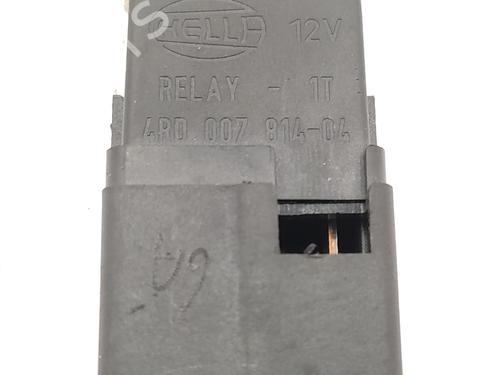 HELLA 12V
RELAY - 1T
4RD 007 814-04